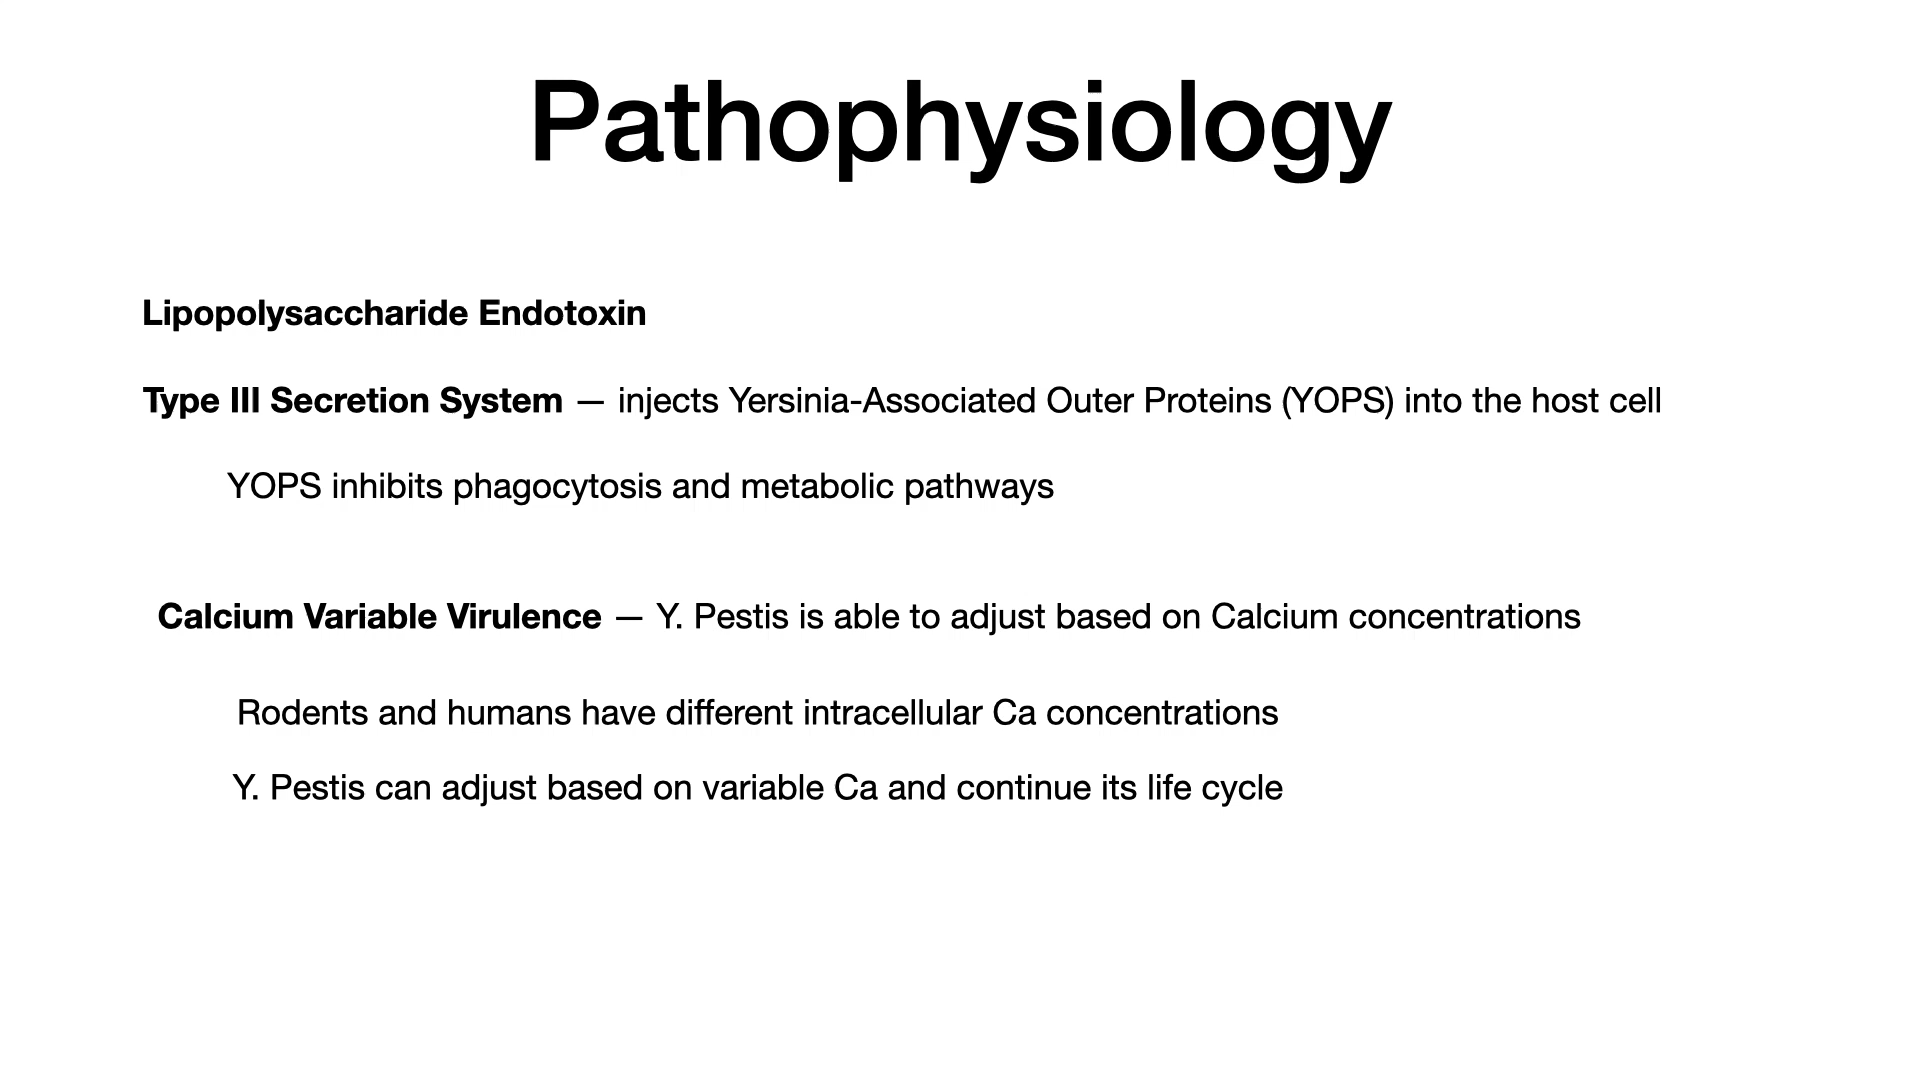 Pathophysiology
Lipopolysaccharide Endotoxin
Type III Secretion System — injects Yersinia-Associated Outer Proteins (YOPS) into the host cell
YOPS inhibits phagocytosis and metabolic pathways
Calcium Variable Virulence — Y. Pestis is able to adjust based on Calcium concentrations
Rodents and humans have different intracellular Ca concentrations
Y. Pestis can adjust based on variable Ca and continue its life cycle